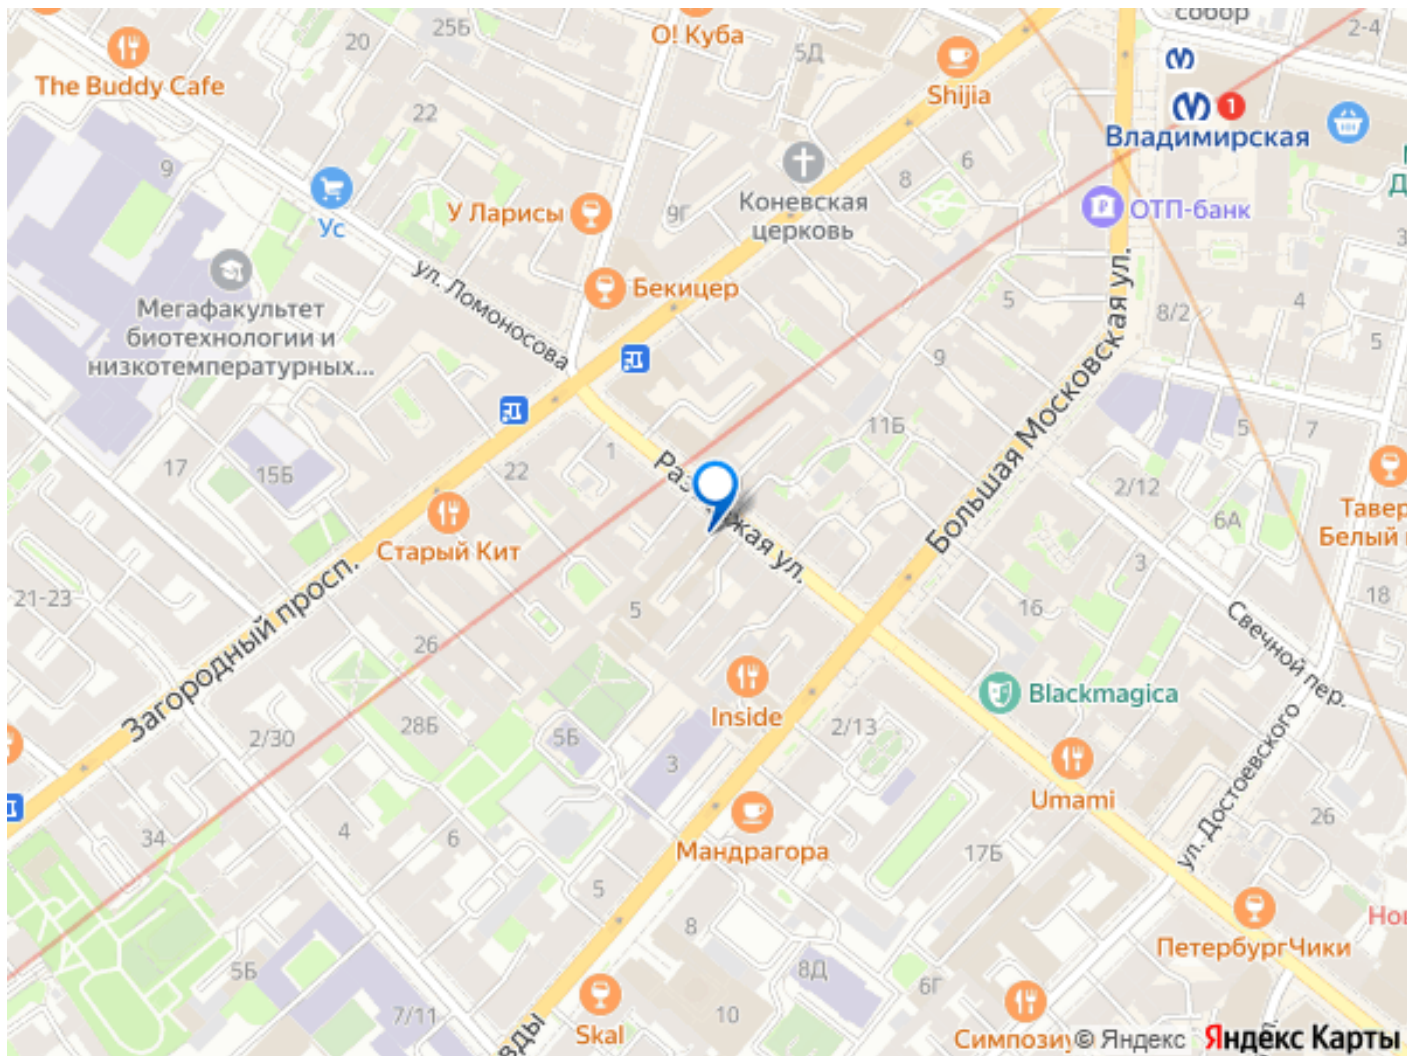 собор
25Б
О! Куба
2-4
20
5Д
The Buddy Cafe
Shijia
1
22
Владимирская
9
6
8
Коневская
церковь
У Ларисы
9Г
ОТП-банк
Ус
ул. Ломоносова
Бекицер
Мегафакультет
биотехнологии и
низкотемпературных...
5
4
8/2
9
5
Большая Московская ул.
11Б
5
7
1
17
15Б
22
2/12
6А
Старый Кит
Белый
21-23
3
18
5
16
Свечной пер.
26
Загородный просп.
Blackmagica
Inside
28Б
2/30
5Б
2/13
3
Umami
ул. Достоевского
26
34
4
6
Мандрагора
17Б
5
8
ПетербургЧики
5Б
8Д
6Г
7/11
10
Skal
© Яндекс
Яндекс Карты